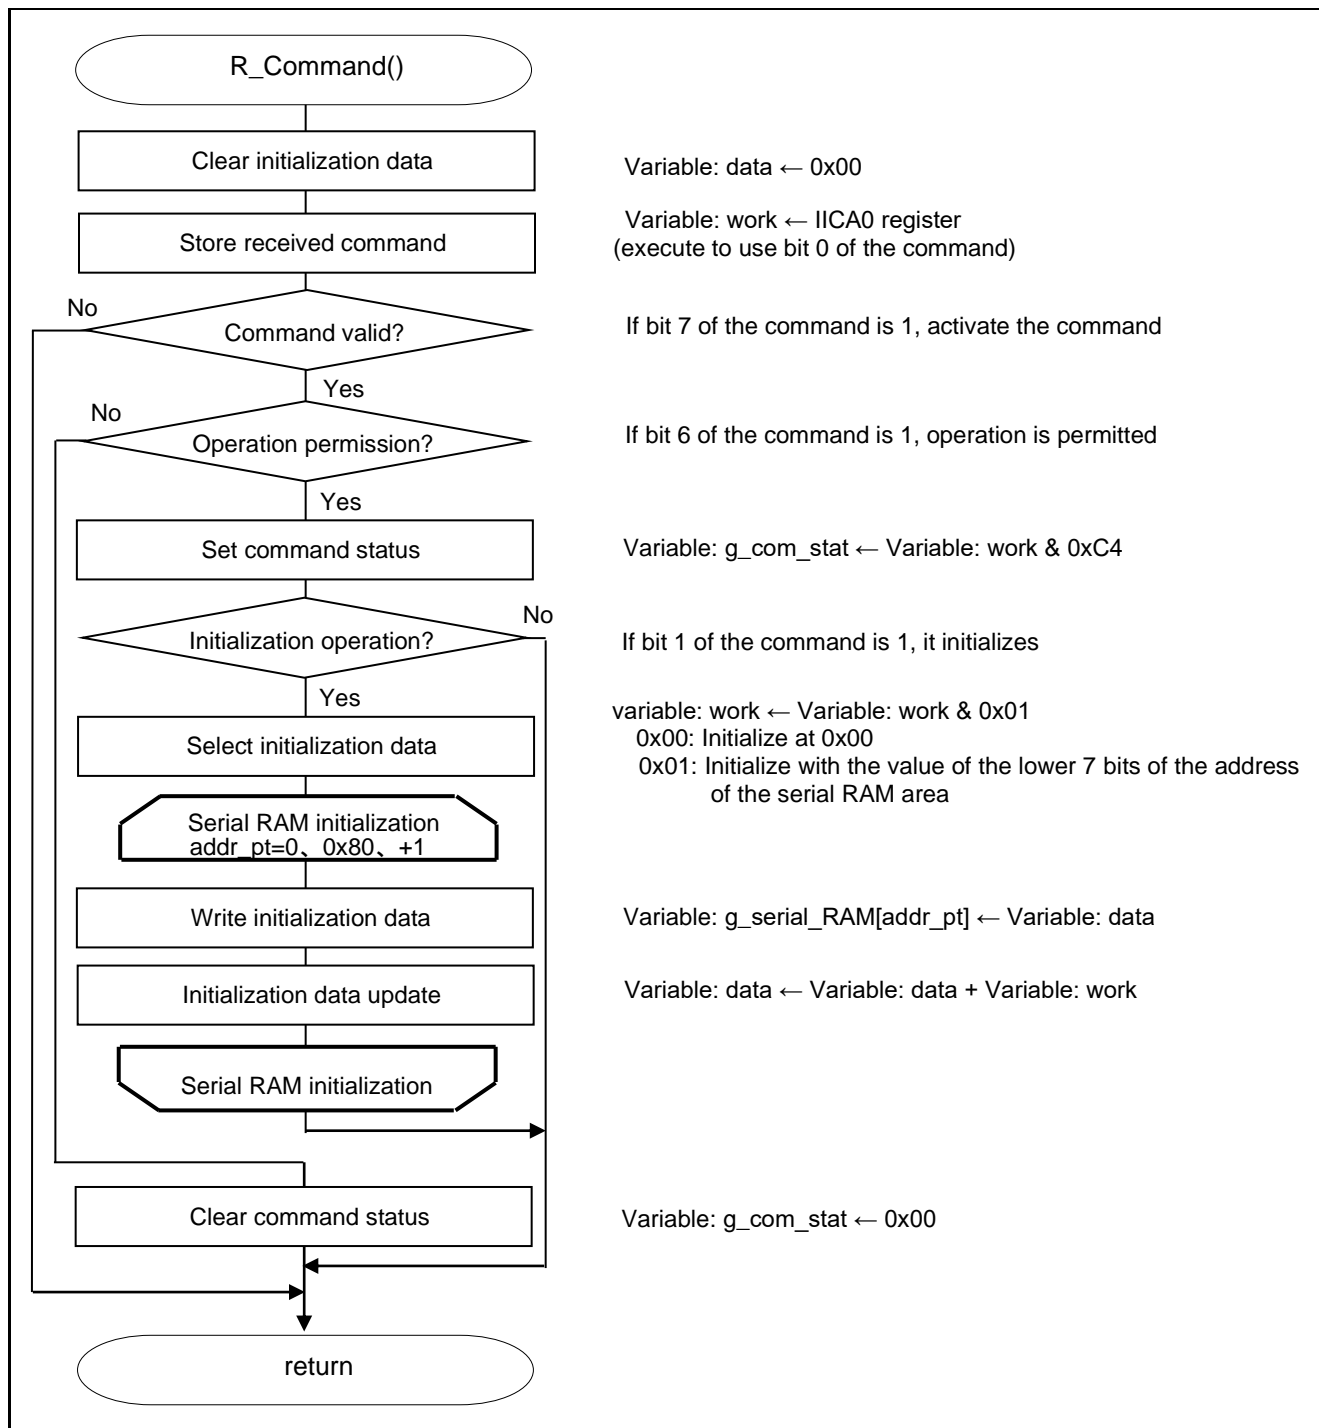 R_Command()
Clear initialization data
Variable: data ← 0x00
Store received command
Variable: work ← IICA0 register
(execute to use bit 0 of the command)
No
Command valid?
If bit 7 of the command is 1, activate the command
Yes
No
Operation permission?
If bit 6 of the command is 1, operation is permitted
Yes
Set command status
Variable: g_com_stat ← Variable: work & 0xC4
No
Initialization operation?
If bit 1 of the command is 1, it initializes
Yes
Select initialization data
variable: work ← Variable: work & 0x01
0x00: Initialize at 0x00
0x01: Initialize with the value of the lower 7 bits of the address
of the serial RAM area
Serial RAM initialization
addr_pt=0、0x80、+1
Write initialization data
Variable: g_serial_RAM[addr_pt] ← Variable: data
Initialization data update
Variable: data ← Variable: data + Variable: work
Serial RAM initialization
Clear command status
Variable: g_com_stat ← 0x00
return